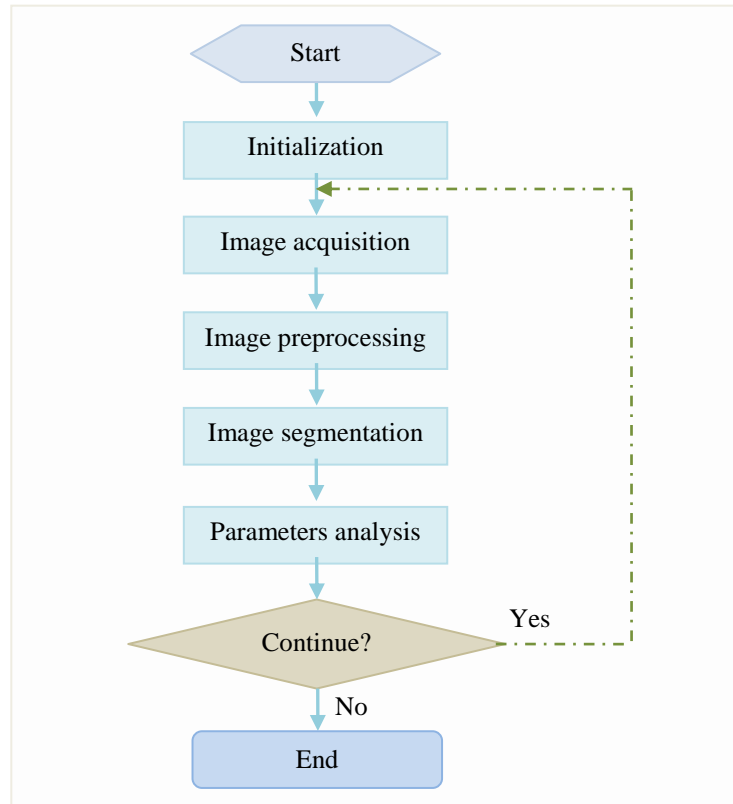 Start
Initialization
Image acquisition
Image preprocessing
Image segmentation
Parameters analysis
Yes
Continue?
No
End